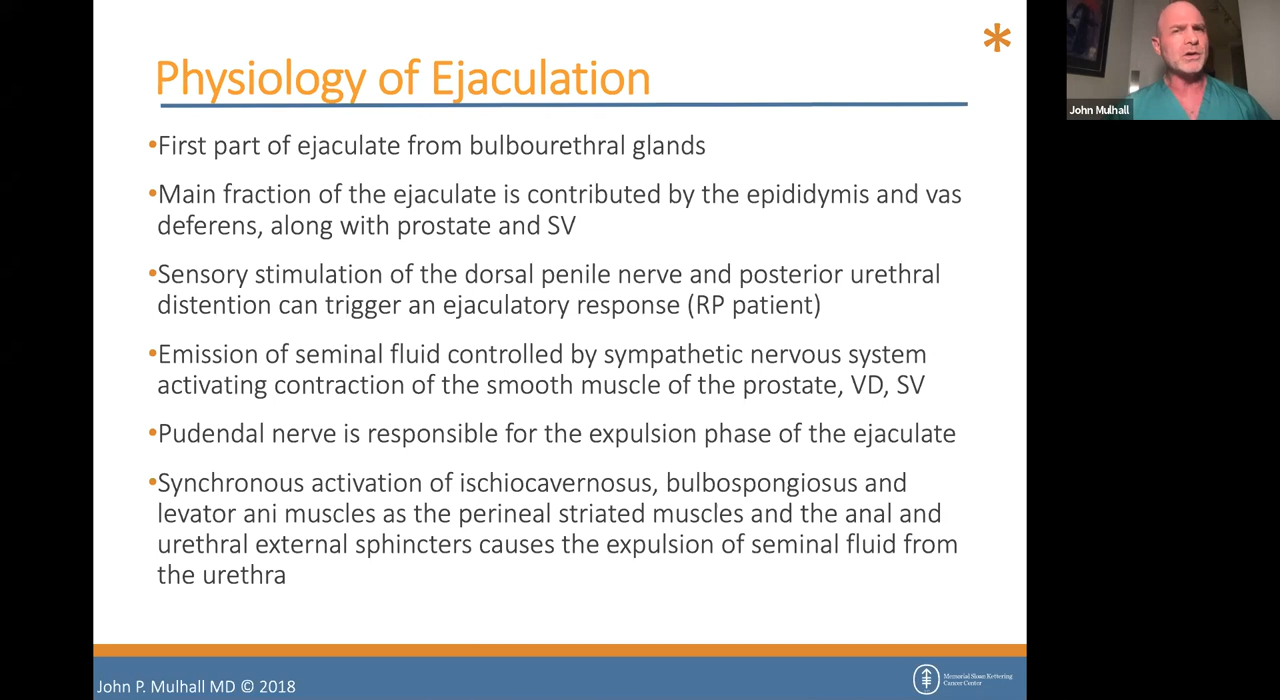 *
Physiology of Ejaculation
•First part of ejaculate from bulbourethral glands
•Main fraction of the ejaculate is contributed by the epididymis and vas
deferens, along with prostate and SV
•Sensory stimulation of the dorsal penile nerve and posterior urethral
distention can trigger an ejaculatory response (RP patient)
•Emission of seminal fluid controlled by sympathetic nervous system
activating contraction of the smooth muscle of the prostate, VD, SV
•Pudendal nerve is responsible for the expulsion phase of the ejaculate
•Synchronous activation of ischiocavernosus, bulbospongiosus and
levator ani muscles as the perineal striated muscles and the anal and
urethral external sphincters causes the expulsion of seminal fluid from
the urethra
John P. Mulhall MD © 2018
Memorial Sloan Kettering
Cancer Center
John Mulhall